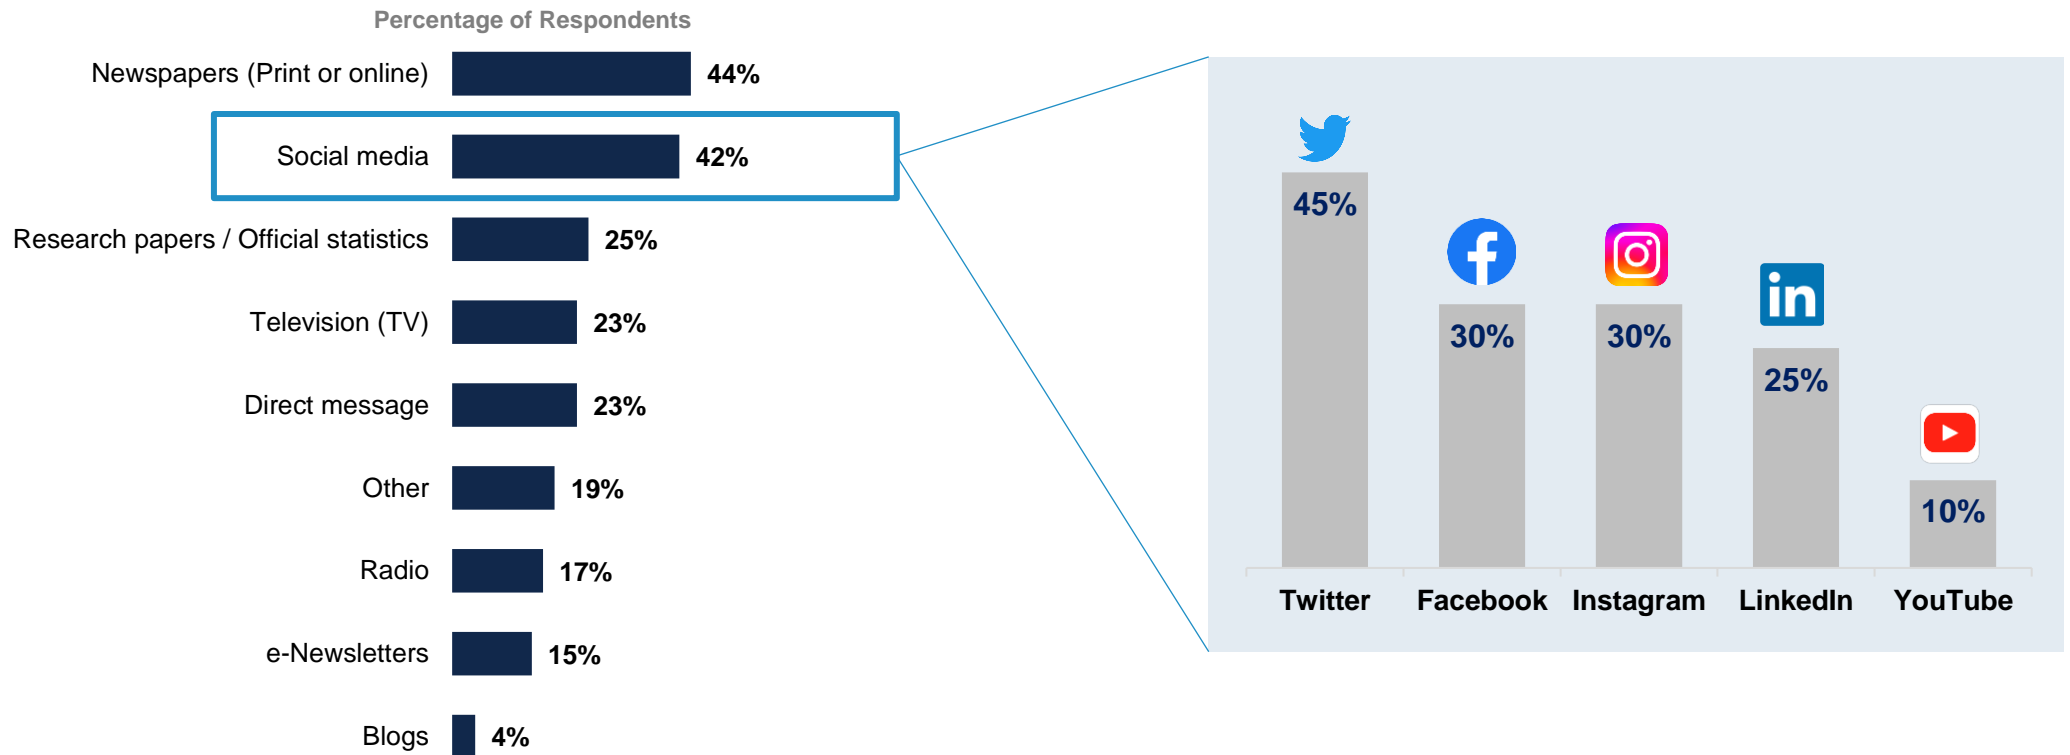 Percentage of Respondents
Newspapers (Print or online) 44%
Social media 42%
Research papers / Official statistics 25%
Television (TV) 23%
Direct message 23%
Other 19%
Radio 17%
e-Newsletters 15%
Blogs 4%
45%
30%
30%
in
25%
10%
Twitter Facebook Instagram LinkedIn YouTube